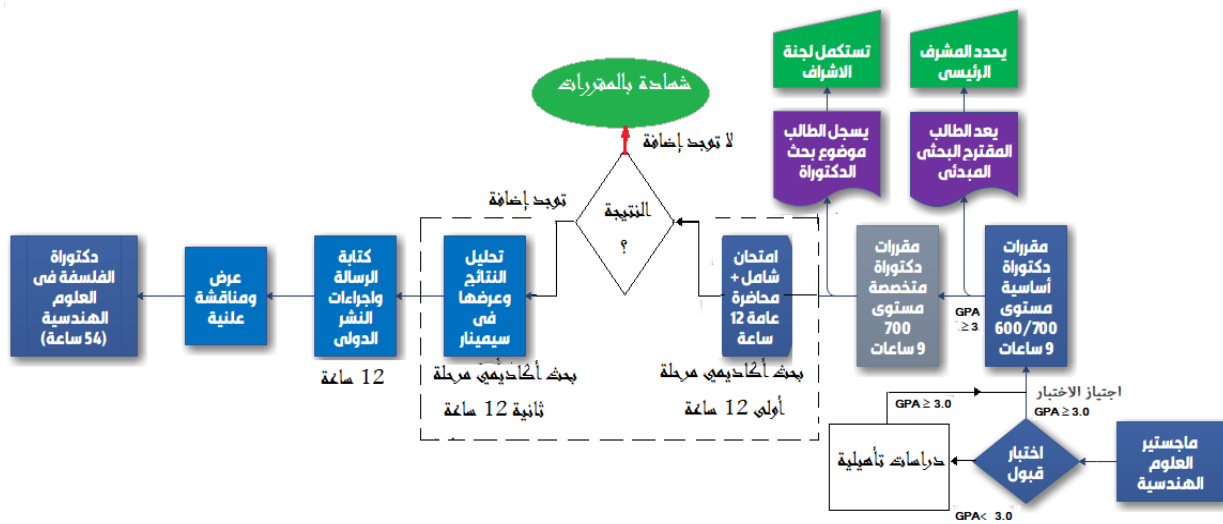 ماجستير
العلوم
الهندسية
اختبار
قبول
GPA< 3.0
دراسات تأهيلية
GPA ≥ 3.0
اجتياز الاختبار
GPA ≥ 3.0
مقررات
دكتوراة
أساسية
مستوى
600/700
9 ساعات
يعد الطالب
المقترح البحثى
المبدئى
يحدد المشرف
الرئيسى
GPA
≥ 3
مقررات
دكتوراة
متخصصة
مستوى
700
9 ساعات
يسجل الطالب
موضوع بحث
الدكتوراة
تستكمل لجنة
الاشراف
امتحان
شامل +
محاضرة
عامة 12
ساعة
بحث أكاديمي مرحلة
أولى 12 ساعة
النتيجة
؟
لا توجد إضافة
شهادة بالمقررات
توجد إضافة
تحليل
النتائج
وعرضها
فى
سيمينار
بحث أكاديمي مرحلة
ثانية 12 ساعة
كتابة
الرسالة
واجراءات
النشر
الدولى
12 ساعة
عرض
ومناقشة
علنية
دكتوراة
الفلسفة فى
العلوم
الهندسية
(54 ساعة)